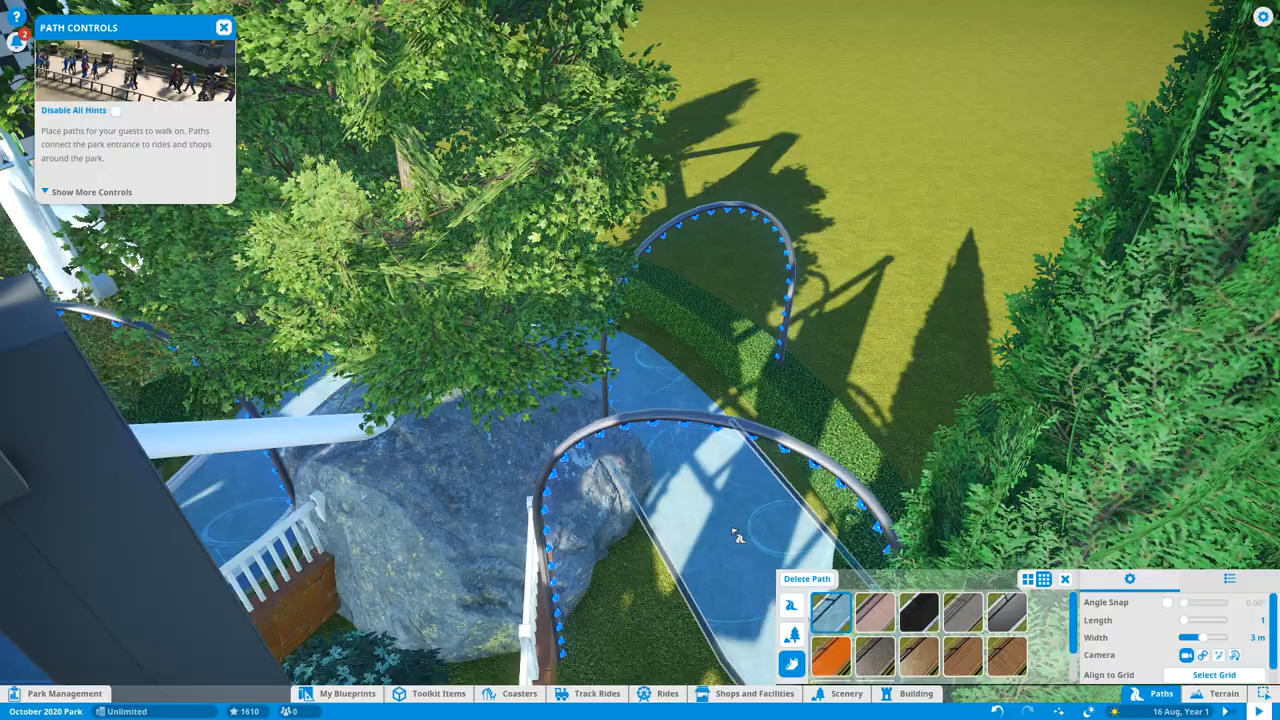 ?
2
PATH CONTROLS
Disable All Hints
Place paths for your guests to walk on. Paths
connect the park entrance to rides and shops
around the park.
Show More Controls
Delete Path
Angle Snap
0.00°
Length
1
Width
3 m
Camera
Align to Grid
Select Grid
Park Management
My Blueprints
Toolkit Items
Coasters
Track Rides
Rides
Shops and Facilities
Scenery
Building
Paths
Terrain
October 2020 Park
Unlimited
1610
0
16 Aug, Year 1